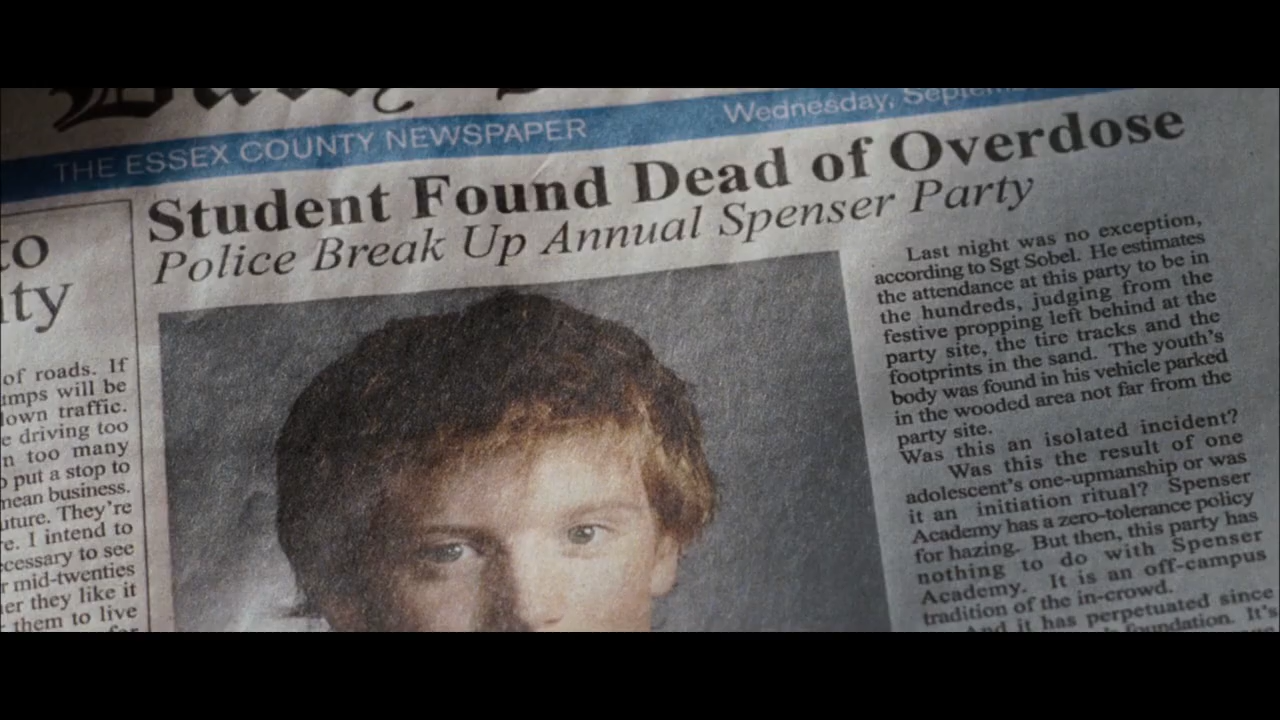 Daily
THE ESSEX COUNTY NEWSPAPER
Wednesday,
Student Found Dead of Overdose
Police Break Up Annual Spenser Party
to
ity
of roads. If
umps will be
down traffic.
e driving too
n too many
put a stop to
mean business.
uture. They're
re. I intend to
cessary to see
r mid-twenties
er they like it
them to live
Last night was no exception,
according to Sgt Sobel. He estimates
the attendance at this party to be in
the hundreds, judging from the
festive propping left behind at the
party site, the tire tracks and the
footprints in the sand. The youth's
body was found in his vehicle parked
in the wooded area not far from the
party site.
Was this an isolated incident?
Was this the result of one
adolescent's one-upmanship or was
it an initiation ritual? Spenser
Academy has a zero-tolerance policy
for hazing. But then, this party has
nothing to do with Spenser
Academy. It is an off-campus
tradition of the in-crowd.
And it has perpetuated since
foundation. It's